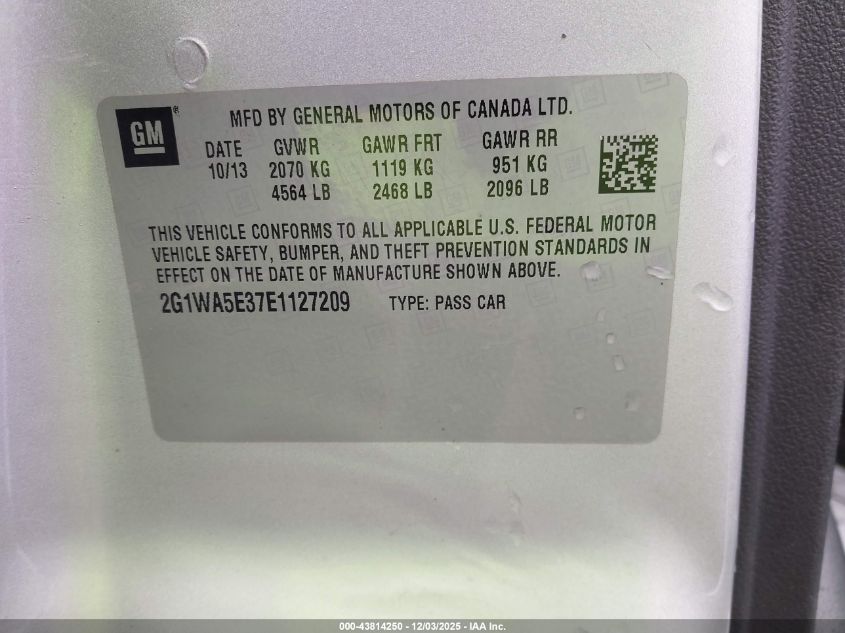 GM ®
MFD BY GENERAL MOTORS OF CANADA LTD.
DATE GVWR GAWR FRT GAWR RR
10/13 2070 KG 1119 KG 951 KG
4564 LB 2468 LB 2096 LB
THIS VEHICLE CONFORMS TO ALL APPLICABLE U.S. FEDERAL MOTOR
VEHICLE SAFETY, BUMPER, AND THEFT PREVENTION STANDARDS IN
EFFECT ON THE DATE OF MANUFACTURE SHOWN ABOVE.
2G1WA5E37E1127209 TYPE: PASS CAR
000-43814250 - 12/03/2025 - IAA Inc.